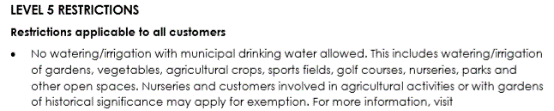 LEVEL 5 RESTRICTIONS
Restrictions applicable to all customers
• No watering/irrigation with municipal drinking water allowed. This includes watering/irrigation
of gardens, vegetables, agricultural crops, sports fields, golf courses, nurseries, parks and
other open spaces. Nurseries and customers involved in agricultural activities or with gardens
of historical significance may apply for exemption. For more information, visit